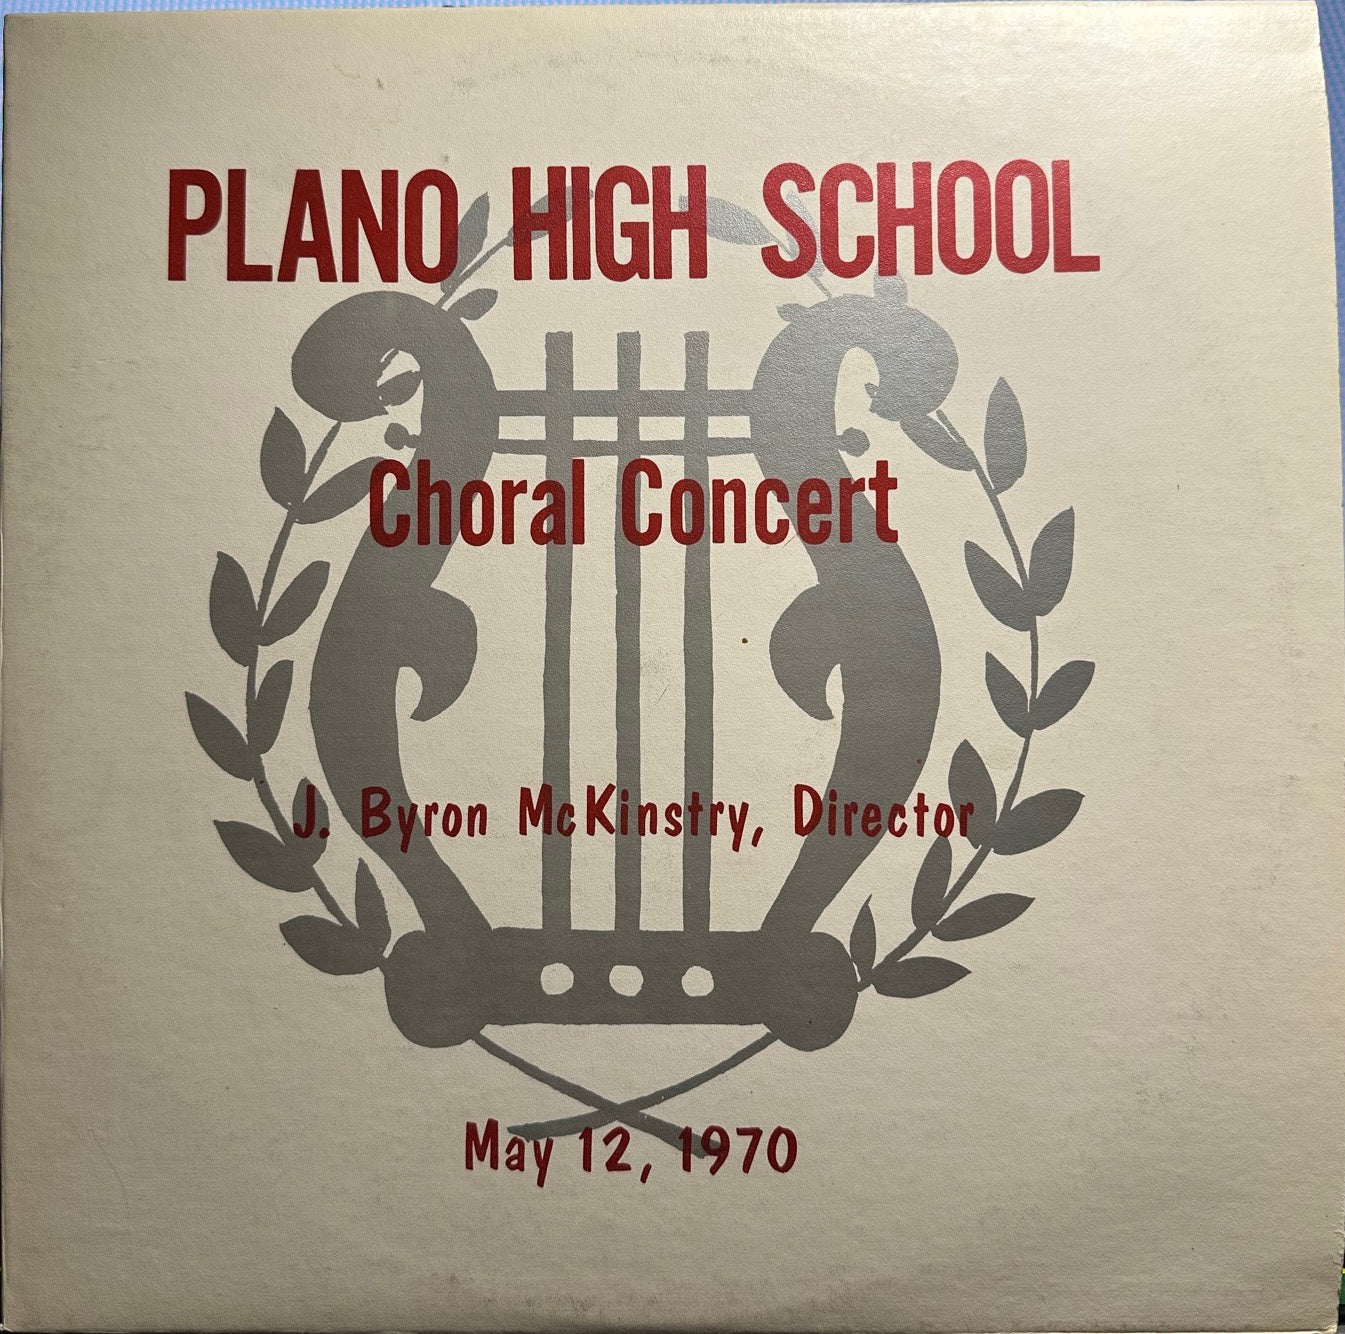 PLANO HIGH SCHOOL
Choral Concert
J. Byron McKinstry, Director
May 12, 1970